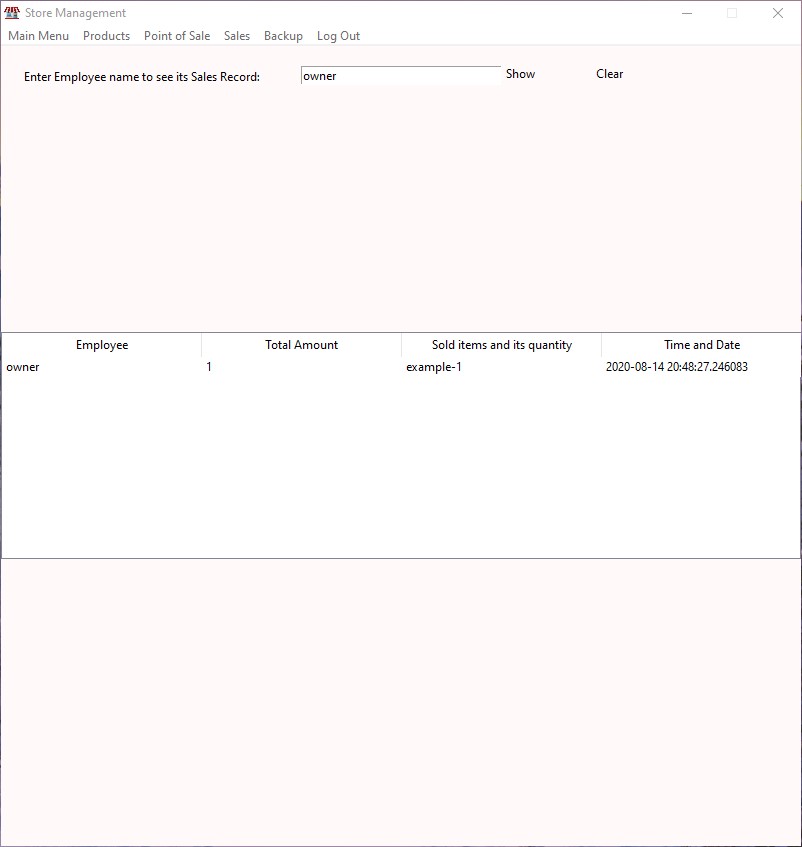 Store Management
Main Menu Products Point of Sale Sales Backup Log Out
Enter Employee name to see its Sales Record: owner Show Clear
Employee Total Amount Sold items and its quantity Time and Date
owner 1 example-1 2020-08-14 20:48:27.246083